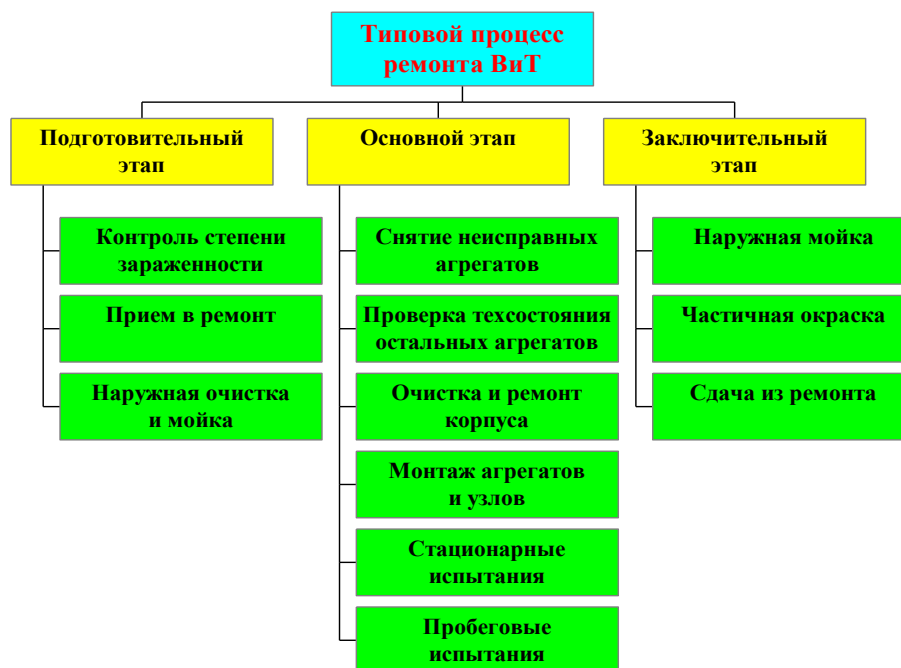 Типовой процесс
ремонта ВиТ
Подготовительный
этап
Контроль степени
зараженности
Прием в ремонт
Наружная очистка
и мойка
Основной этап
Снятие неисправных
агрегатов
Проверка техсостояния
остальных агрегатов
Очистка и ремонт
корпуса
Монтаж агрегатов
и узлов
Стационарные
испытания
Пробеговые
испытания
Заключительный
этап
Наружная мойка
Частичная окраска
Сдача из ремонта